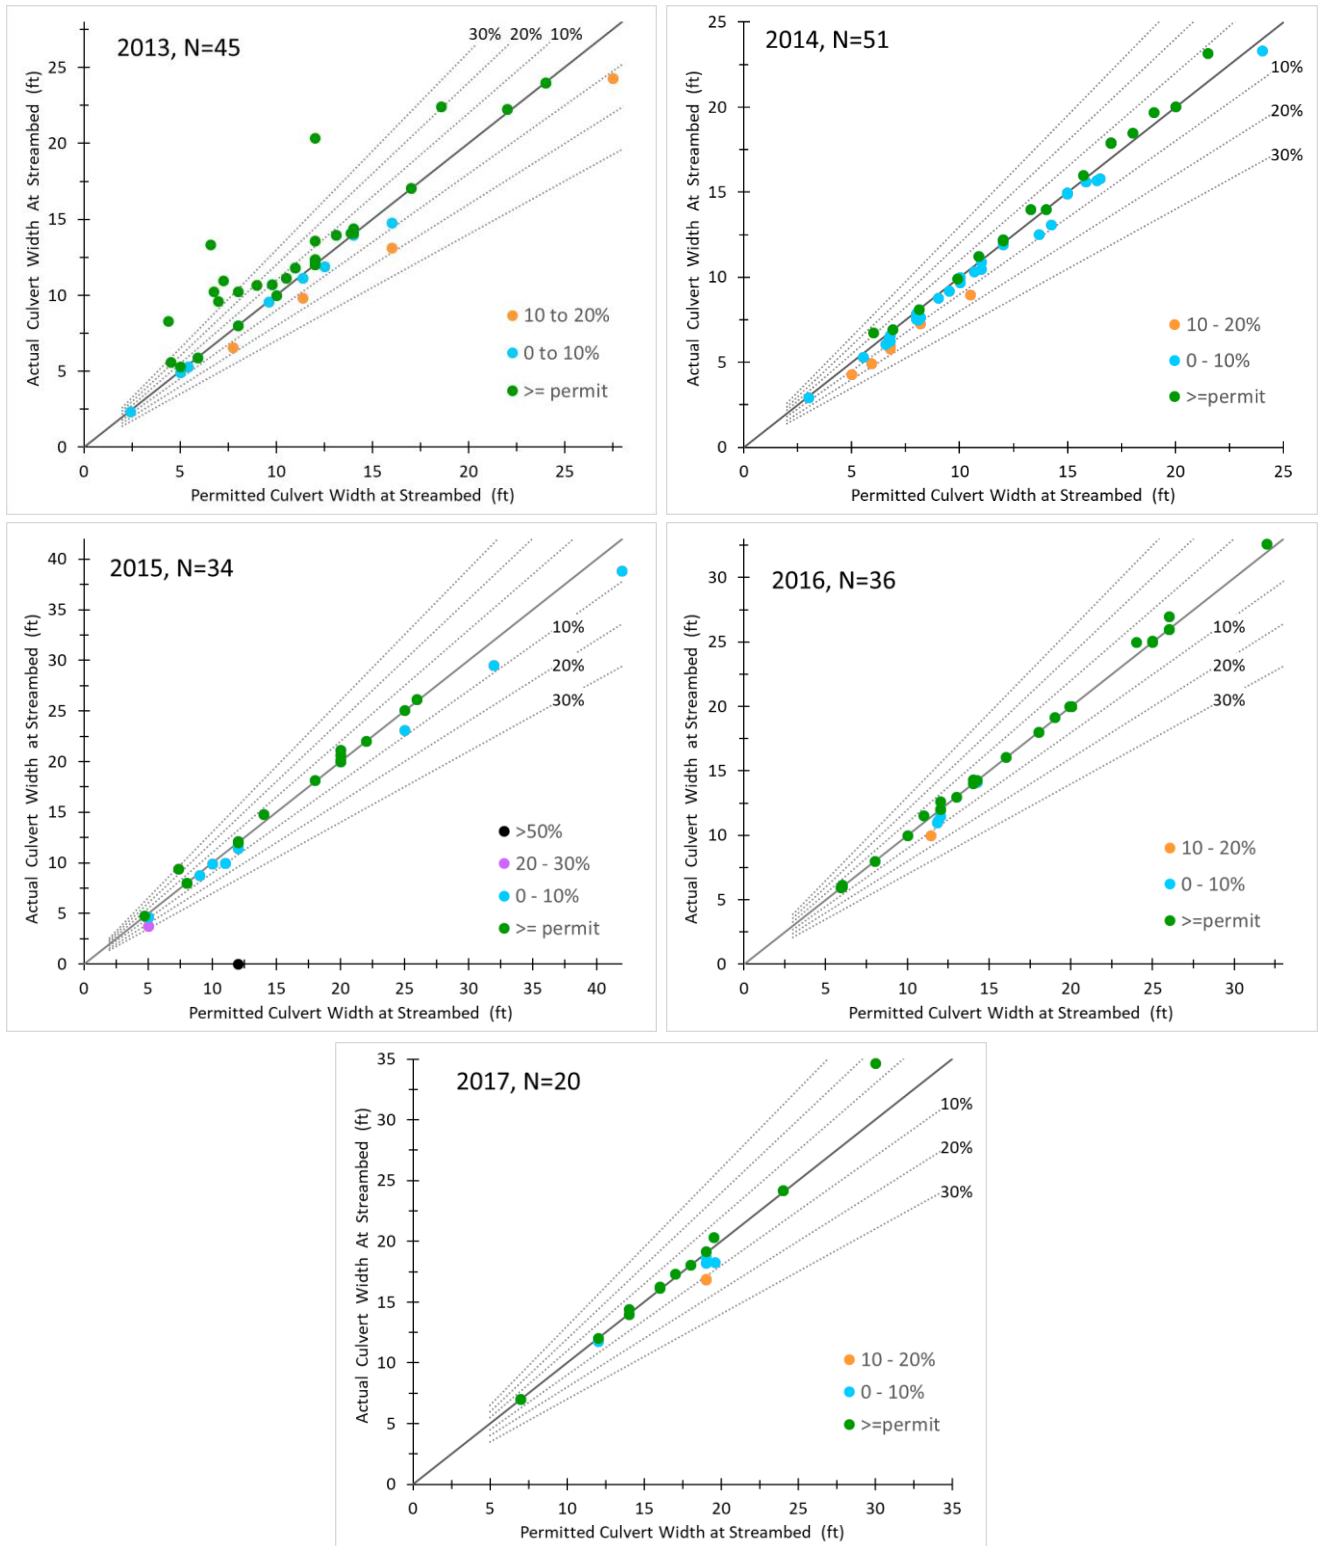 2013, N=45
30% 20% 10%
25
20
15
10
5
0
Actual Culvert Width At Streambed (ft)
10 to 20%
0 to 10%
>= permit
0 5 10 15 20 25
Permitted Culvert Width at Streambed (ft)
2014, N=51
25
20
15
10
5
0
Actual Culvert Width At Streambed (ft)
10%
20%
30%
10 - 20%
0 - 10%
>=permit
0 5 10 15 20 25
Permitted Culvert Width at Streambed (ft)
2015, N=34
40
35
30
25
20
15
10
5
0
Actual Culvert Width at Streambed (ft)
10%
20%
30%
>50%
20 - 30%
0 - 10%
>= permit
0 5 10 15 20 25 30 35 40
Permitted Culvert Width at Streambed (ft)
2016, N=36
30
25
20
15
10
5
0
Actual Culvert Width at Streambed (ft)
10%
20%
30%
10 - 20%
0 - 10%
>=permit
0 5 10 15 20 25 30
Permitted Culvert Width at Streambed (ft)
2017, N=20
35
30
25
20
15
10
5
0
Actual Culvert Width At Streambed (ft)
10%
20%
30%
10 - 20%
0 - 10%
>=permit
0 5 10 15 20 25 30 35
Permitted Culvert Width at Streambed (ft)